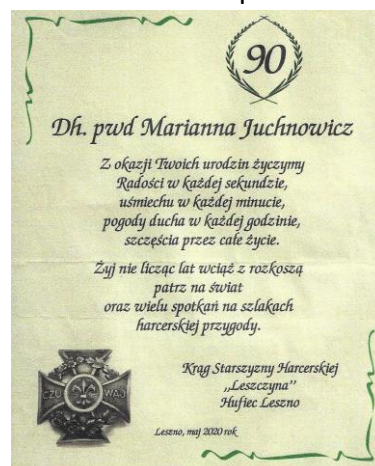 90
Dh. pwd Marianna Juchnowicz
Z okazji Twoich urodzin życzymy
Radości w każdej sekundzie,
uśmiechu w każdej minucie,
pogody ducha w każdej godzinie,
szczęścia przez całe życie.
Żyj nie licząc lat wciąż z rozkoszą
patrz na świat
oraz wielu spotkań na szlakach
harcerskiej przygody.
Krąg Starszyzny Harcerskiej
,,Leszczyna"
Hufiec Leszno
CZU WAJ
Leszno, maj 2020 rok